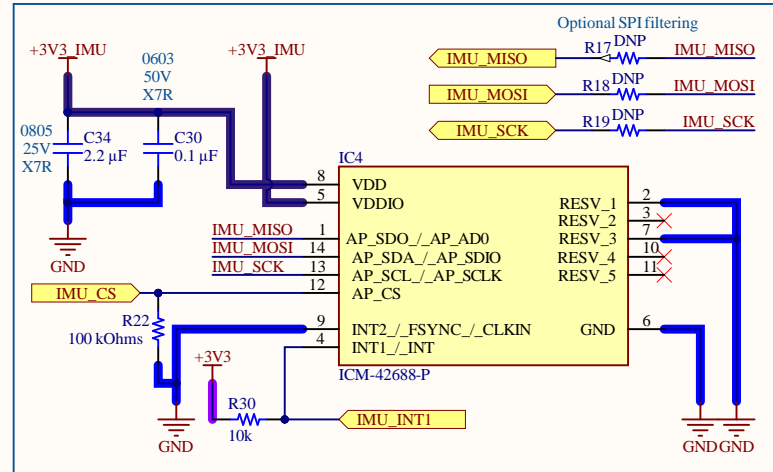 Optional SPI filtering
+3V3_IMU
0603
50V
X7R
+3V3_IMU
IMU_MISO
R17
DNP
IMU_MISO
IMU_MOSI
R18
DNP
IMU_MOSI
IMU_SCK
R19
DNP
IMU_SCK
0805
25V
X7R
C34
2.2 µF
C30
0.1 µF
GND
IC4
8
VDD
5
VDDIO
IMU_MISO
1
AP_SDO_/_AP_AD0
IMU_MOSI
14
AP_SDA_/_AP_SDIO
IMU_SCK
13
AP_SCL_/_AP_SCLK
IMU_CS
12
AP_CS
9
INT2_/_FSYNC_/_CLKIN
4
INT1_/_INT
RESV_1
2
RESV_2
3
RESV_3
7
RESV_4
10
RESV_5
11
GND
6
ICM-42688-P
R22
100 kOhms
GND
+3V3
R30
10k
IMU_INT1
GND
GND